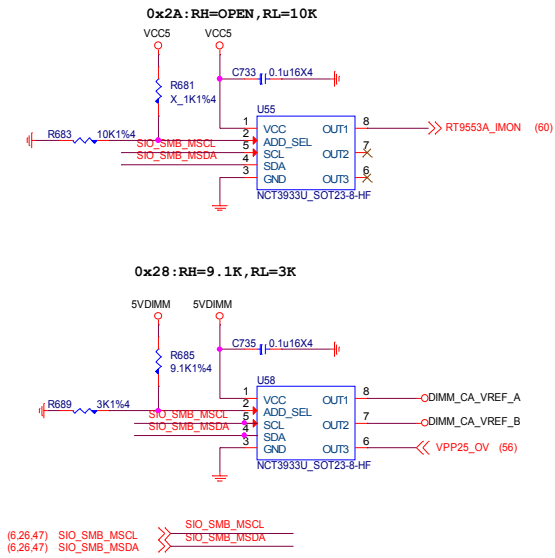 0x2A:RH=OPEN,RL=10K
VCC5 VCC5
C733 0.1u16X4
R681
X_1K1%4
U55
R683 10K1%4
1 VCC OUT1 8 RT9553A_IMON (60)
2 ADD_SEL
SIO_SMB_MSCL 5 SCL OUT2 7
SIO_SMB_MSDA 4 SDA
3 GND OUT3 6
NCT3933U_SOT23-8-HF
0x28:RH=9.1K,RL=3K
5VDIMM 5VDIMM
C735 0.1u16X4
R685
9.1K1%4
U58
R689 3K1%4
1 VCC OUT1 8 DIMM_CA_VREF_A
2 ADD_SEL
SIO_SMB_MSCL 5 SCL OUT2 7 DIMM_CA_VREF_B
SIO_SMB_MSDA 4 SDA
3 GND OUT3 6 VPP25_OV (56)
NCT3933U_SOT23-8-HF
(6,26,47) SIO_SMB_MSCL SIO_SMB_MSCL
(6,26,47) SIO_SMB_MSDA SIO_SMB_MSDA